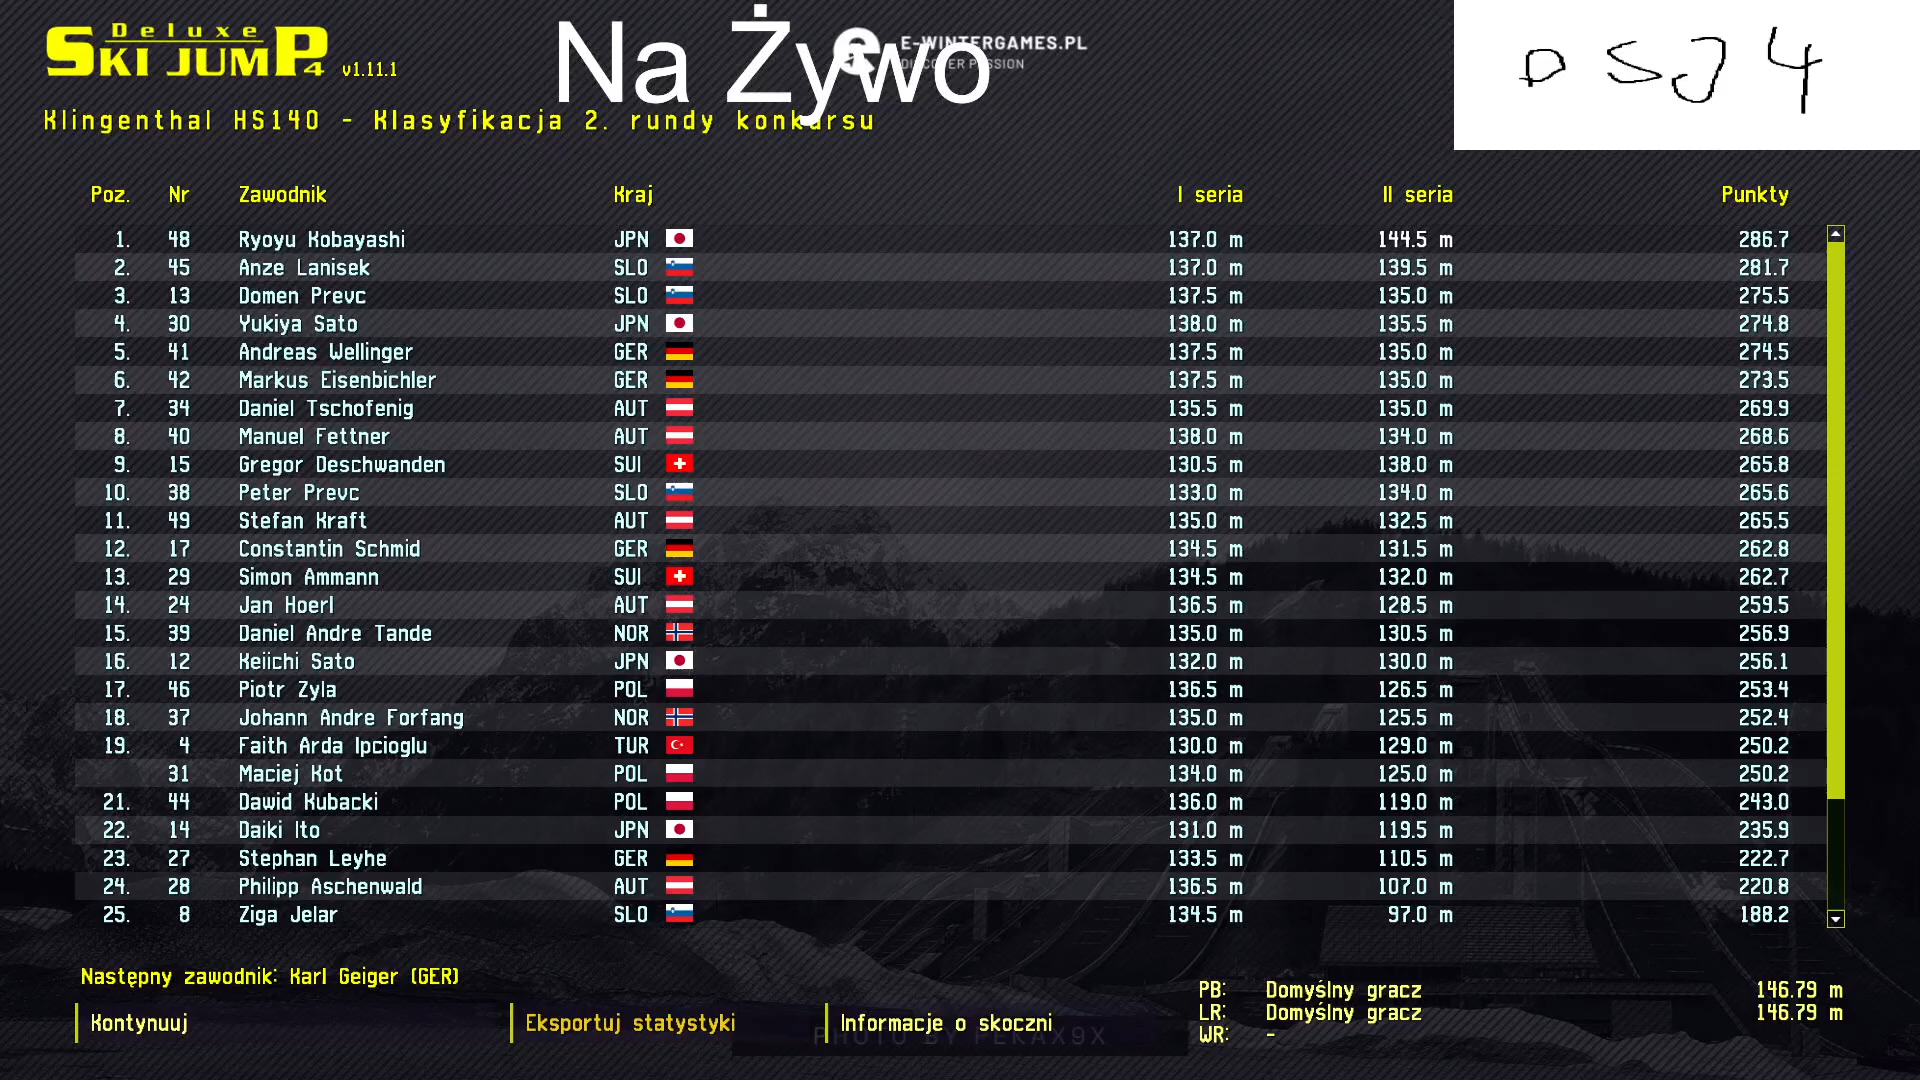 Deluxe
SKI JUMP 4 v1.11.1
Na Żywo
E-WINTERGAMES.PL
DISCOVER PASSION
DSJ4
Klingenthal HS140 - Klasyfikacja 2. rundy konkursu
Poz. Nr Zawodnik Kraj I seria II seria Punkty
1. 48 Ryoyu Kobayashi JPN 137.0 m 144.5 m 286.7
2. 45 Anze Lanisek SLO 137.0 m 139.5 m 281.7
3. 13 Domen Prevc SLO 137.5 m 135.0 m 275.5
4. 30 Yukiya Sato JPN 138.0 m 135.5 m 274.8
5. 41 Andreas Wellinger GER 137.5 m 135.0 m 274.5
6. 42 Markus Eisenbichler GER 137.5 m 135.0 m 273.5
7. 34 Daniel Tschofenig AUT 135.5 m 135.0 m 269.9
8. 40 Manuel Fettner AUT 138.0 m 134.0 m 268.6
9. 15 Gregor Deschwanden SUI 130.5 m 138.0 m 265.8
10. 38 Peter Prevc SLO 133.0 m 134.0 m 265.6
11. 49 Stefan Kraft AUT 135.0 m 132.5 m 265.5
12. 17 Constantin Schmid GER 134.5 m 131.5 m 262.8
13. 29 Simon Ammann SUI 134.5 m 132.0 m 262.7
14. 24 Jan Hoerl AUT 136.5 m 128.5 m 259.5
15. 39 Daniel Andre Tande NOR 135.0 m 130.5 m 256.9
16. 12 Keiichi Sato JPN 132.0 m 130.0 m 256.1
17. 46 Piotr Zyla POL 136.5 m 126.5 m 253.4
18. 37 Johann Andre Forfang NOR 135.0 m 125.5 m 252.4
19. 4 Faith Arda Ipcioglu TUR 130.0 m 129.0 m 250.2
31 Maciej Kot POL 134.0 m 125.0 m 250.2
21. 44 Dawid Kubacki POL 136.0 m 119.0 m 243.0
22. 14 Daiki Ito JPN 131.0 m 119.5 m 235.9
23. 27 Stephan Leyhe GER 133.5 m 110.5 m 222.7
24. 28 Philipp Aschenwald AUT 136.5 m 107.0 m 220.8
25. 8 Ziga Jelar SLO 134.5 m 97.0 m 188.2
Następny zawodnik: Karl Geiger (GER)
PB: Domyślny gracz 146.79 m
LR: Domyślny gracz 146.79 m
WR: -
Kontynuuj Eksportuj statystyki Informacje o skoczni
PHOTO BY PEKAX9X